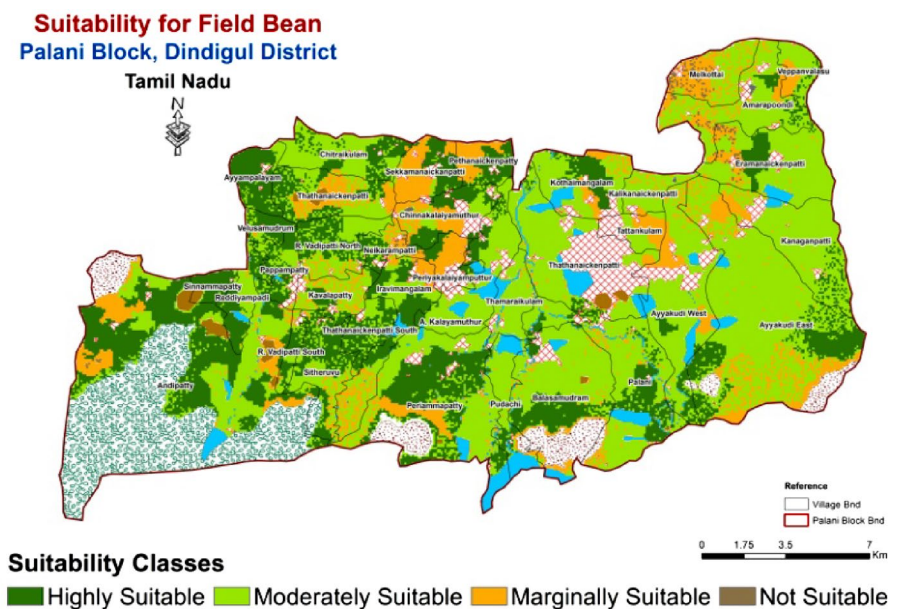 Suitability for Field Bean
Palani Block, Dindigul District
Tamil Nadu
N
Melkottai
Veppanvalasu
Amarapoondi
Chitraikulam
Pethanaickenpatty
Sekkamanaickanpatti
Eramanaickenpatti
Ayyampalayam
Kothaimangalam
Thathanaickenpatti
Kalikanaickenpatti
Chinnakalaiyamuthur
Velusamudrum
Tattankulam
Kanaganpatti
R. Vadipatti North
Neikarampatti
Thathanaickenpatti
Pappampatty
Periyakalaiyamputtur
Sinnammapatty
Iravimangalam
Reddiyampadi
Kavalapatty
Thamaraikulam
Ayyakudi West
A. Kalayamuthur
Ayyakudi East
Thathanaickenpatti South
R. Vadipatti South
Sitheruvu
Andipatty
Palani
Balasamudram
Periammapatty
Pudachi
Reference
Village Bnd
Palani Block Bnd
0 1.75 3.5 7
Km
Suitability Classes
Highly Suitable Moderately Suitable Marginally Suitable Not Suitable